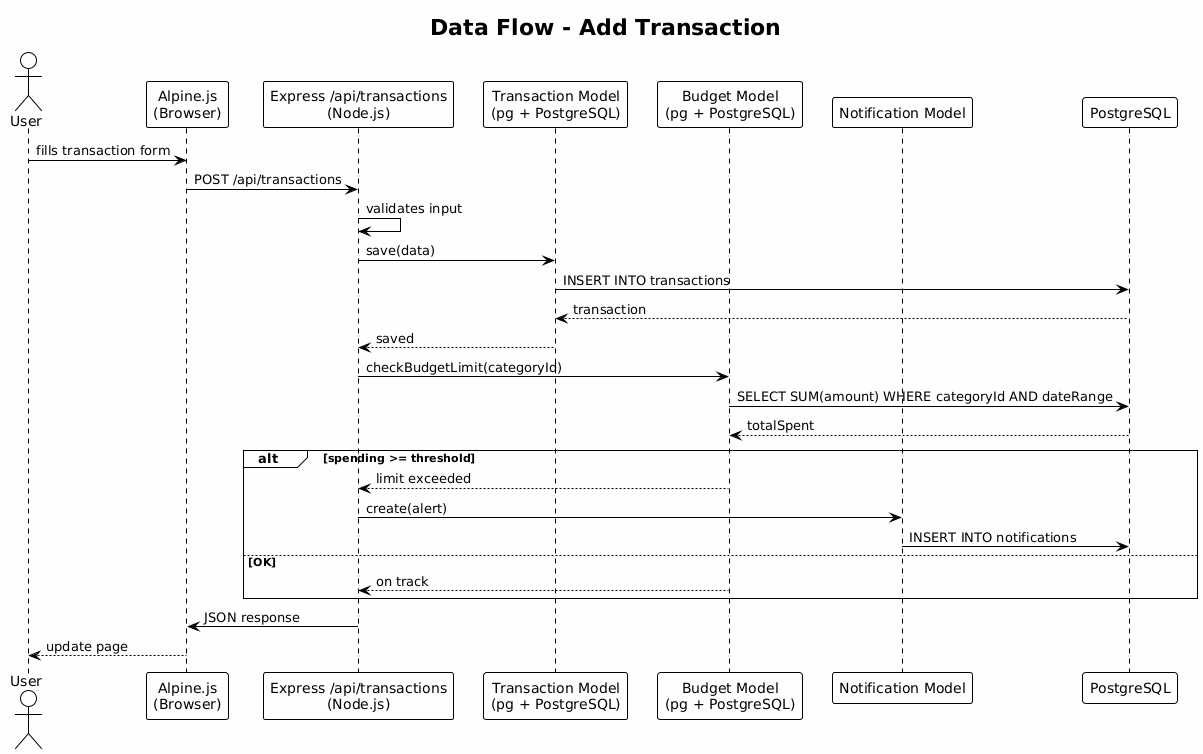 Data Flow - Add Transaction
User
Alpine.js
(Browser)
Express /api/transactions
(Node.js)
Transaction Model
(pg + PostgreSQL)
Budget Model
(pg + PostgreSQL)
Notification Model
PostgreSQL
fills transaction form
POST /api/transactions
validates input
save(data)
INSERT INTO transactions
transaction
saved
checkBudgetLimit(categoryId)
SELECT SUM(amount) WHERE categoryId AND dateRange
totalSpent
alt
[spending >= threshold]
limit exceeded
create(alert)
INSERT INTO notifications
[OK]
on track
JSON response
update page
User
Alpine.js
(Browser)
Express /api/transactions
(Node.js)
Transaction Model
(pg + PostgreSQL)
Budget Model
(pg + PostgreSQL)
Notification Model
PostgreSQL